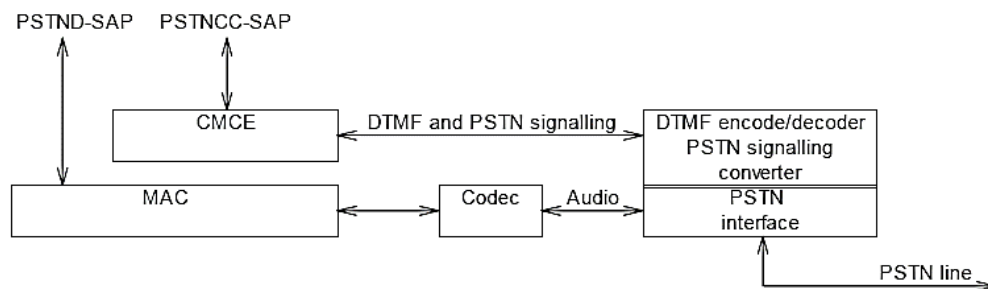 PSTND-SAP
PSTNCC-SAP
CMCE
DTMF and PSTN signalling
DTMF encode/decoder
PSTN signalling
converter
MAC
Codec
Audio
PSTN
interface
PSTN line